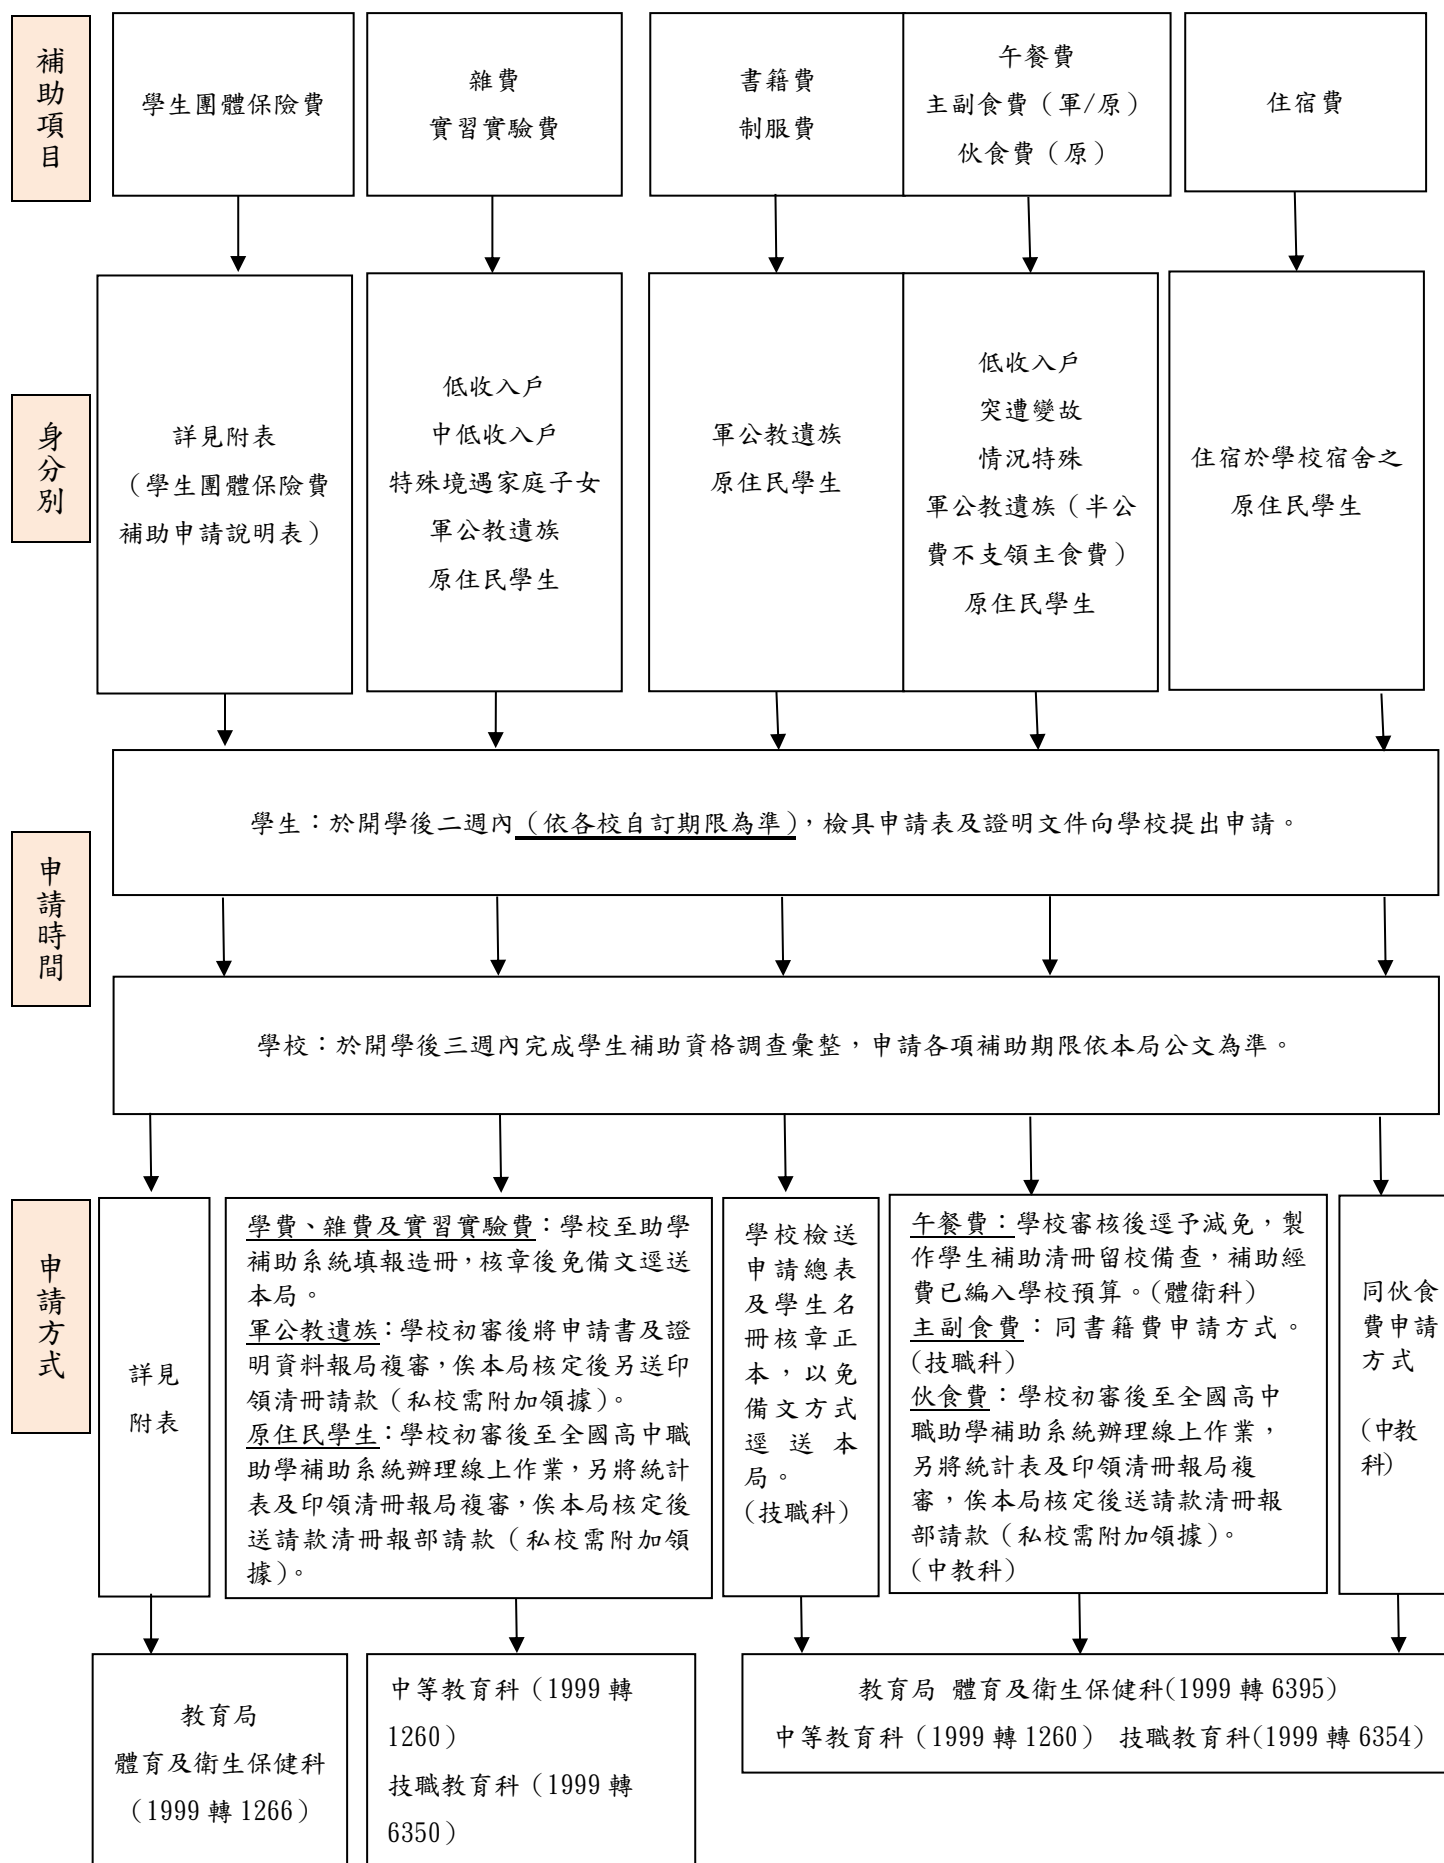 補助項目
學生團體保險費
雜費
實習實驗費
書籍費
制服費
午餐費
主副食費（軍/原）
伙食費（原）
住宿費
身分別
詳見附表
（學生團體保險費
補助申請說明表）
低收入戶
中低收入戶
特殊境遇家庭子女
軍公教遺族
原住民學生
軍公教遺族
原住民學生
低收入戶
突遭變故
情況特殊
軍公教遺族（半公
費不支領主食費）
原住民學生
住宿於學校宿舍之
原住民學生
申請時間
學生：於開學後二週內（依各校自訂期限為準），檢具申請表及證明文件向學校提出申請。
學校：於開學後三週內完成學生補助資格調查彙整，申請各項補助期限依本局公文為準。
申請方式
詳見
附表
學費、雜費及實習實驗費：學校至助學
補助系統填報造冊，核章後免備文逕送
本局。
軍公教遺族：學校初審後將申請書及證
明資料報局複審，俟本局核定後另送印
領清冊請款（私校需附加領據）。
原住民學生：學校初審後至全國高中職
助學補助系統辦理線上作業，另將統計
表及印領清冊報局複審，俟本局核定後
送請款清冊報部請款（私校需附加領
據）。
學校檢送
申請總表
及學生名
冊核章正
本，以免
備文方式
逕送本
局。
(技職科)
午餐費：學校審核後逕予減免，製
作學生補助清冊留校備查，補助經
費已編入學校預算。(體衛科)
主副食費：同書籍費申請方式。
(技職科)
伙食費：學校初審後至全國高中
職助學補助系統辦理線上作業，
另將統計表及印領清冊報局複
審，俟本局核定後送請款清冊報
部請款（私校需附加領據）。
(中教科)
同伙食
費申請
方式
(中教
科)
教育局
體育及衛生保健科
（1999 轉 1266）
中等教育科（1999 轉
1260）
技職教育科（1999 轉
6350）
教育局 體育及衛生保健科(1999 轉 6395)
中等教育科（1999 轉 1260） 技職教育科(1999 轉 6354)